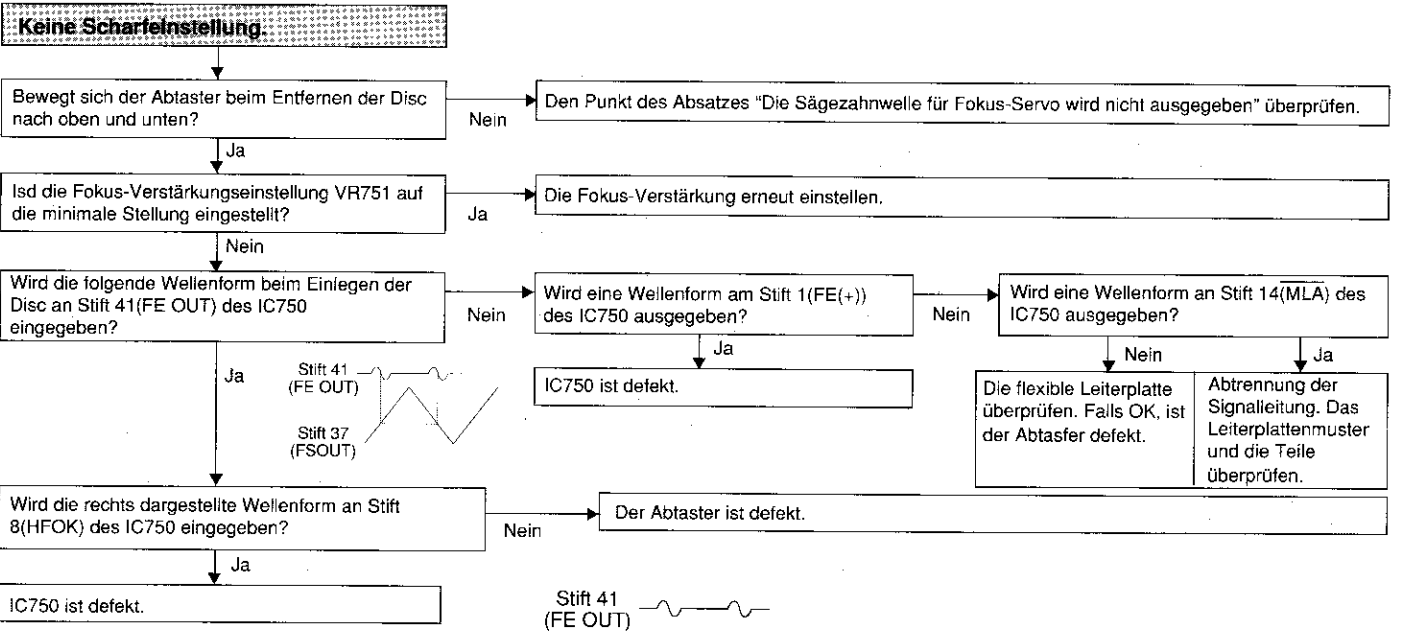 Keine Scharfeinstellung.
Bewegt sich der Abtaster beim Entfernen der Disc
nach oben und unten?
Nein
Den Punkt des Absatzes “Die Sägezahnwelle für Fokus-Servo wird nicht ausgegeben” überprüfen.
Ja
Isd die Fokus-Verstärkungseinstellung VR751 auf
die minimale Stellung eingestellt?
Ja
Die Fokus-Verstärkung erneut einstellen.
Nein
Wird die folgende Wellenform beim Einlegen der
Disc an Stift 41(FE OUT) des IC750
eingegeben?
Nein
Wird eine Wellenform am Stift 1(FE(+))
des IC750 ausgegeben?
Nein
Wird eine Wellenform an Stift 14(MLA) des
IC750 ausgegeben?
Ja
Ja
Nein
Ja
Stift 41
(FE OUT)
Stift 37
(FSOUT)
IC750 ist defekt.
Die flexible Leiterplatte
überprüfen. Falls OK, ist
der Abtasfer defekt.
Abtrennung der
Signalleitung. Das
Leiterplattenmuster
und die Teile
überprüfen.
Wird die rechts dargestellte Wellenform an Stift
8(HFOK) des IC750 eingegeben?
Nein
Der Abtaster ist defekt.
Ja
IC750 ist defekt.
Stift 41
(FE OUT)